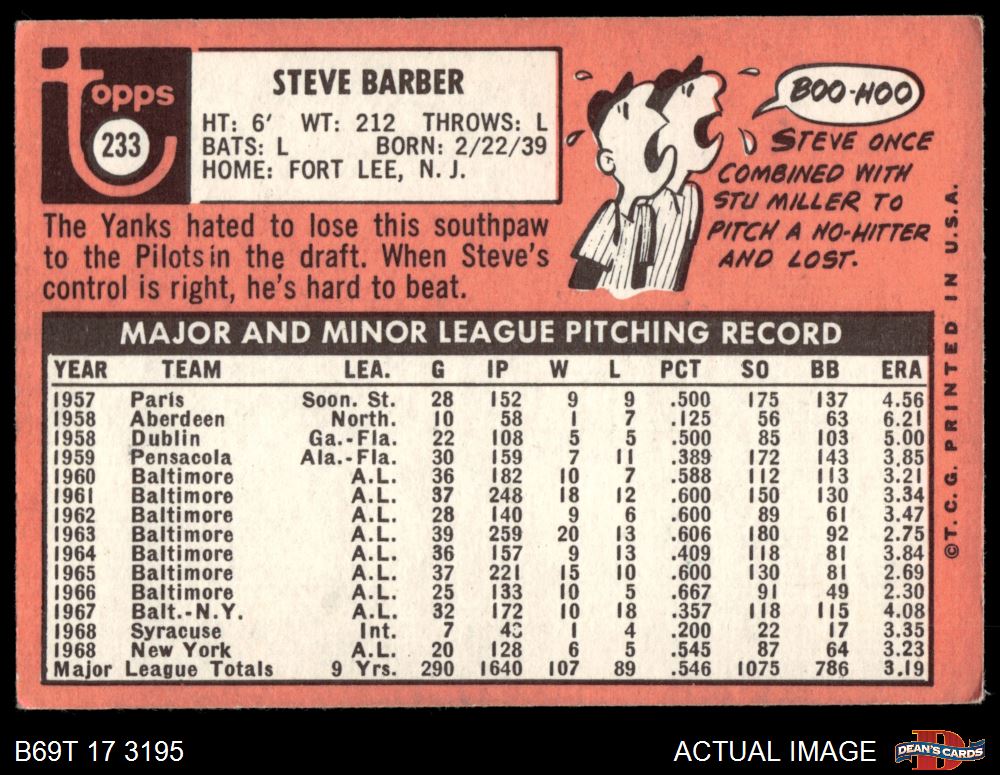 Topps
233
STEVE BARBER
HT: 6' WT: 212 THROWS: L
BATS: L BORN: 2/22/39
HOME: FORT LEE, N. J.
The Yanks hated to lose this southpaw
to the Pilots in the draft. When Steve's
control is right, he's hard to beat.
BOO-HOO
STEVE ONCE
COMBINED WITH
STU MILLER TO
PITCH A NO-HITTER
AND LOST.
MAJOR AND MINOR LEAGUE PITCHING RECORD
YEAR TEAM LEA. G IP W L PCT SO BB ERA
1957 Paris Soon. St. 28 152 9 9 .500 175 137 4.56
1958 Aberdeen North. 10 58 1 7 .125 56 63 6.21
1958 Dublin Ga.-Fla. 22 108 5 5 .500 85 103 5.00
1959 Pensacola Ala.-Fla. 30 159 7 11 .389 172 143 3.85
1960 Baltimore A.L. 36 182 10 7 .588 112 113 3.21
1961 Baltimore A.L. 37 248 18 12 .600 150 130 3.34
1962 Baltimore A.L. 28 140 9 6 .600 89 61 3.47
1963 Baltimore A.L. 39 259 20 13 .606 180 92 2.75
1964 Baltimore A.L. 36 157 9 13 .409 118 81 3.84
1965 Baltimore A.L. 37 221 15 10 .600 130 81 2.69
1966 Baltimore A.L. 25 133 10 5 .667 91 49 2.30
1967 Balt.-N.Y. A.L. 32 172 10 18 .357 118 115 4.08
1968 Syracuse Int. 7 1 4 .200 22 17 3.35
1968 New York A.L. 20 128 6 5 .545 87 64 3.23
Major League Totals 9 Yrs. 290 1640 107 89 .546 1075 786 3.19
©T. C. G. PRINTED IN U.S.A.
B69T 17 3195
ACTUAL IMAGE
DEAN'S CARDS